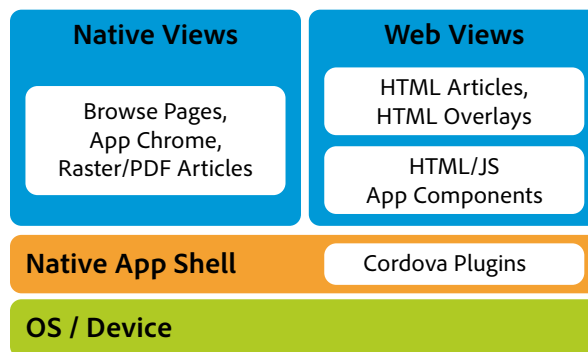 Native Views
Browse Pages,
App Chrome,
Raster/PDF Articles
Web Views
HTML Articles,
HTML Overlays
HTML/JS
App Components
Native App Shell
Cordova Plugins
OS / Device